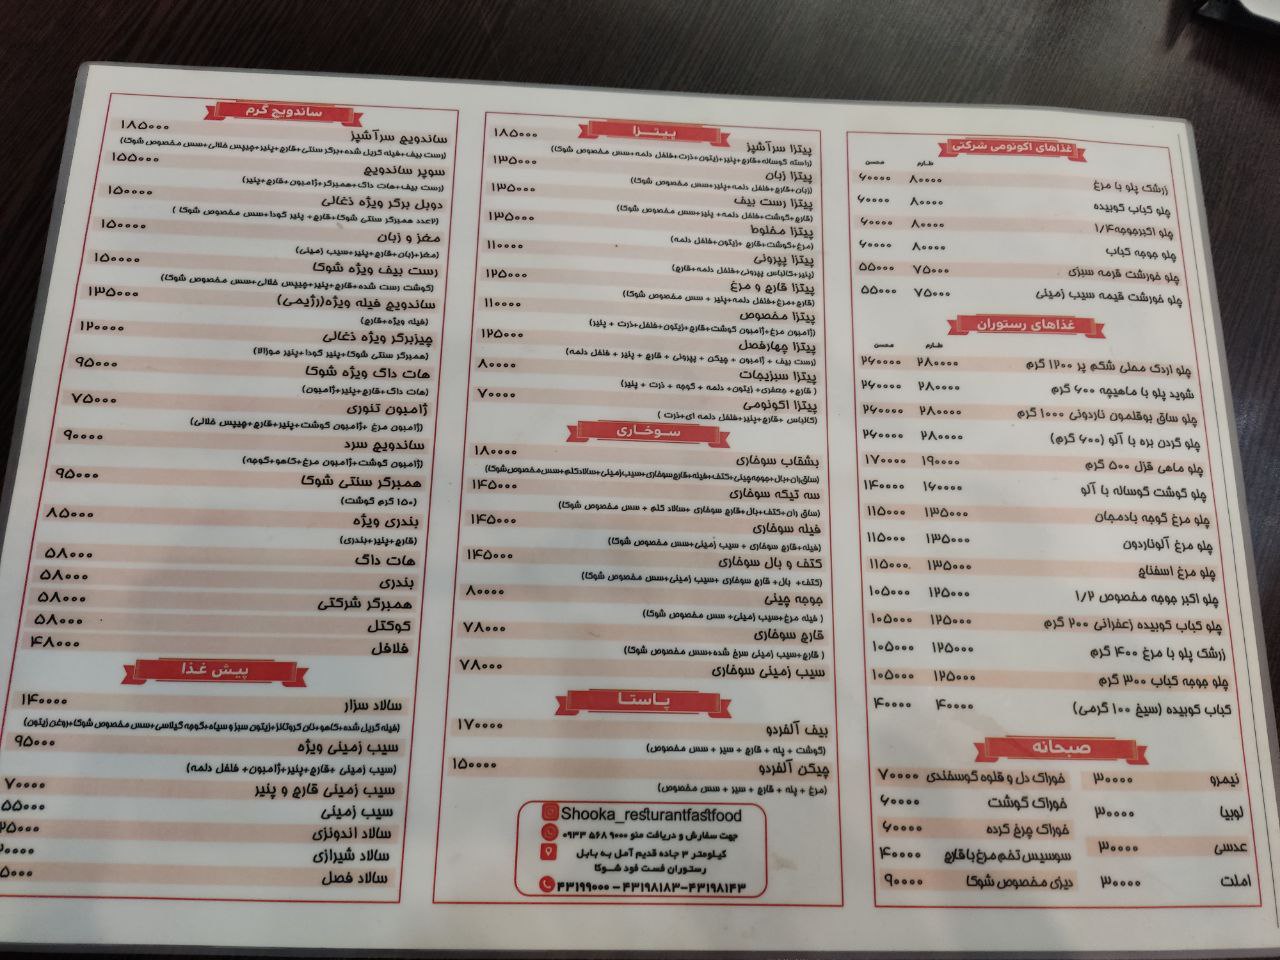 غذاهای اکونومی شرکتی
طارم محسن
زرشک پلو با مرغ ۸۰۰۰۰ ۶۰۰۰۰
چلو کباب کوبیده ۸۰۰۰۰ ۶۰۰۰۰
چلو اکبرجوجه ۱/۴ ۸۰۰۰۰ ۶۰۰۰۰
چلو جوجه کباب ۸۰۰۰۰ ۶۰۰۰۰
چلو خورشت قرمه سبزی ۷۵۰۰۰ ۵۵۰۰۰
چلو خورشت قیمه سیب زمینی ۷۵۰۰۰ ۵۵۰۰۰
غذاهای رستوران
طارم محسن
چلو اردک محلی شکم پر ۱۲۰۰ گرم ۲۸۰۰۰۰ ۲۶۰۰۰۰
شوید پلو با ماهیچه ۶۰۰ گرم ۲۸۰۰۰۰ ۲۶۰۰۰۰
چلو ساق بوقلمون ناردونی ۱۰۰۰ گرم ۲۸۰۰۰۰ ۲۶۰۰۰۰
چلو گردن بره با آلو (۶۰۰ گرم) ۲۸۰۰۰۰ ۲۶۰۰۰۰
چلو ماهی قزل ۵۰۰ گرم ۱۹۰۰۰۰ ۱۷۰۰۰۰
چلو گوشت گوساله با آلو ۱۶۰۰۰۰ ۱۴۰۰۰۰
چلو مرغ گوجه بادمجان ۱۳۵۰۰۰ ۱۱۵۰۰۰
چلو مرغ آلوناردون ۱۳۵۰۰۰ ۱۱۵۰۰۰
چلو مرغ اسفناج ۱۳۵۰۰۰ ۱۱۵۰۰۰
چلو اکبر جوجه مخصوص ۱/۲ ۱۲۵۰۰۰ ۱۰۵۰۰۰
چلو کباب کوبیده زعفرانی ۲۰۰ گرم ۱۲۵۰۰۰ ۱۰۵۰۰۰
زرشک پلو با مرغ ۴۰۰ گرم ۱۲۵۰۰۰ ۱۰۵۰۰۰
چلو جوجه کباب ۳۰۰ گرم ۱۲۵۰۰۰ ۱۰۵۰۰۰
کباب کوبیده (سیخ ۱۰۰ گرمی) ۴۰۰۰۰ ۴۰۰۰۰
صبحانه
نیمرو ۳۰۰۰۰ خوراک دل و قلوه گوسفندی ۷۰۰۰۰
لوبیا ۳۰۰۰۰ خوراک گوشت ۶۰۰۰۰
عدسی ۳۰۰۰۰ خوراک چرخ کرده ۶۰۰۰۰
املت ۳۰۰۰۰ سوسیس تخم مرغ با قارچ ۴۰۰۰۰
دیزی مخصوص شوکا ۹۰۰۰۰
پیتزا
پیتزا سرآشپز ۱۸۵۰۰۰
(راسته گوساله+قارچ+پنیر+زیتون+ذرت+فلفل دلمه+سس مخصوص شوکا)
پیتزا زبان ۱۳۵۰۰۰
(زبان+قارچ+فلفل دلمه+پنیر+سس مخصوص شوکا)
پیتزا رست بیف ۱۳۵۰۰۰
(قارچ+گوشت+فلفل دلمه+ پنیر+سس مخصوص شوکا)
پیتزا مخلوط ۱۳۵۰۰۰
(مرغ+گوشت+قارچ +زیتون+فلفل دلمه)
پیتزا پپرونی ۱۱۰۰۰۰
(پنیر+کالباس پپرونی+فلفل دلمه+قارچ)
پیتزا قارچ و مرغ ۱۲۵۰۰۰
(قارچ+مرغ+فلفل دلمه+پنیر + سس مخصوص شوکا)
پیتزا مخصوص ۱۱۰۰۰۰
(ژامبون مرغ+ژامبون گوشت+قارچ+زیتون+فلفل+ذرت + پنیر)
پیتزا چهارفصل ۱۲۵۰۰۰
(رست بیف + ژامبون + چیکن + پپرونی + قارچ + پنیر + فلفل دلمه)
پیتزا سبزیجات ۸۰۰۰۰
( قارچ + جعفری+ زیتون+ دلمه + گوجه + ذرت + پنیر)
پیتزا اکونومی ۷۰۰۰۰
(کالباس +قارچ+پنیر+فلفل دلمه ای+ذرت )
سوخاری
بشقاب سوخاری ۱۸۰۰۰۰
(ساق‌ران+بال+جوجه‌چینی+کتف+فیله+قارچ‌سوخاری+سیب‌زمینی+سالادکلم+سس‌مخصوص‌شوکا)
سه تیکه سوخاری ۱۴۵۰۰۰
(ساق ران+کتف+بال+قارچ سوخاری +سالاد کلم + سس مخصوص شوکا)
فیله سوخاری ۱۴۵۰۰۰
(فیله+قارچ سوخاری + سیب زمینی+سس مخصوص شوکا)
کتف و بال سوخاری ۱۴۵۰۰۰
(کتف+ بال+ قارچ سوخاری +سیب زمینی+سس مخصوص شوکا)
جوجه چینی ۸۰۰۰۰
( فیله مرغ+سیب زمینی+ سس مخصوص شوکا)
قارچ سوخاری ۷۸۰۰۰
( قارچ+سیب زمینی سرخ شده+سس مخصوص شوکا)
سیب زمینی سوخاری ۷۸۰۰۰
پاستا
بیف آلفردو ۱۷۰۰۰۰
(گوشت + پنه + قارچ + سیر + سس مخصوص)
چیکن آلفردو ۱۵۰۰۰۰
(مرغ + پنه + قارچ + سیر + سس مخصوص)
Shooka_resturantfastfood
جهت سفارش و دریافت منو ۹۰۰۰ ۵۶۸ ۰۹۳۳
کیلومتر ۳ جاده قدیم آمل به بابل
رستوران فست فود شوکا
۴۳۱۹۹۰۰۰ - ۴۳۱۹۸۱۸۳-۴۳۱۹۸۱۴۳
ساندویچ گرم
ساندویچ سرآشپز ۱۸۵۰۰۰
(رست بیف+فیله گریل شده+برگر سنتی+قارچ+پنیر+چیپس خلالی+سس مخصوص شوکا)
سوپر ساندویچ ۱۵۵۰۰۰
(رست بیف+هات داگ+همبرگر+ژامبون+قارچ+پنیر)
دوبل برگر ویژه ذغالی ۱۵۰۰۰۰
(۲عدد همبرگر سنتی شوکا+قارچ+ پنیر گودا+سس مخصوص شوکا )
مغز و زبان ۱۵۰۰۰۰
(مغز+زبان+قارچ+پنیر+سیب زمینی)
رست بیف ویژه شوکا ۱۵۰۰۰۰
(گوشت رست شده+قارچ+پنیر+چیپس خلالی+سس مخصوص شوکا)
ساندویچ فیله ویژه(رژیمی) ۱۳۵۰۰۰
(فیله ویژه+قارچ)
چیزبرگر ویژه ذغالی ۱۲۰۰۰۰
(همبرگر سنتی شوکا+پنیر گودا+پنیر موزالا)
هات داگ ویژه شوکا ۹۵۰۰۰
(هات داگ+قارچ+پنیر+ژامبون)
ژامبون تنوری ۷۵۰۰۰
(ژامبون مرغ +ژامبون گوشت+پنیر+قارچ+چیپس خلالی)
ساندویچ سرد ۹۰۰۰۰
(ژامبون گوشت+ژامبون مرغ+کاهو+گوجه)
همبرگر سنتی شوکا ۹۵۰۰۰
(۱۵۰ گرم گوشت)
بندری ویژه ۸۵۰۰۰
(قارچ+پنیر+بندری)
هات داگ ۵۸۰۰۰
بندری ۵۸۰۰۰
همبرگر شرکتی ۵۸۰۰۰
کوکتل ۵۸۰۰۰
فلافل ۴۸۰۰۰
پیش غذا
سالاد سزار ۱۴۰۰۰۰
(فیله گریل شده+کاهو+نان کروتانز+زیتون سبز و سیاه+گوجه گیلاسی+سس مخصوص شوکا+روغن زیتون)
سیب زمینی ویژه ۹۵۰۰۰
(سیب زمینی +قارچ+پنیر+ژامبون+ فلفل دلمه)
سیب زمینی قارچ و پنیر ۷۰۰۰۰
سیب زمینی
سالاد اندونزی
سالاد شیرازی
سالاد فصل